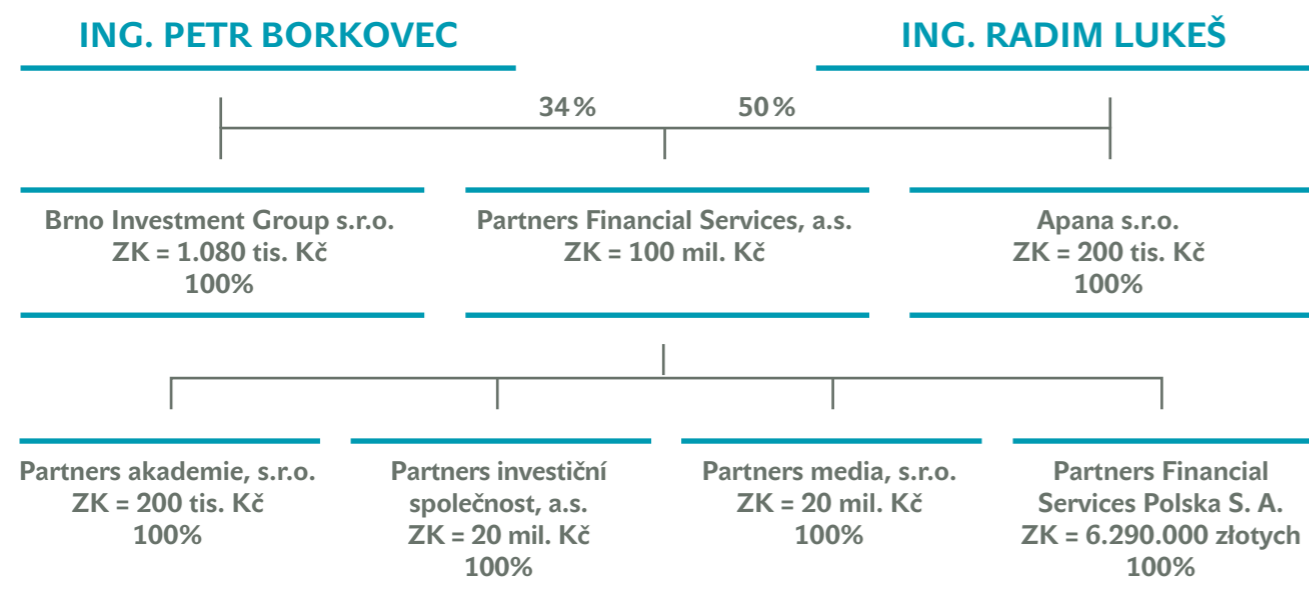 ING. PETR BORKOVEC
ING. RADIM LUKEŠ
34 %
50 %
Brno Investment Group s.r.o.
ZK = 1.080 tis. Kč
100%
Partners Financial Services, a.s.
ZK = 100 mil. Kč
Apana s.r.o.
ZK = 200 tis. Kč
100%
Partners akademie, s.r.o.
ZK = 200 tis. Kč
100%
Partners investiční
společnost, a.s.
ZK = 20 mil. Kč
100%
Partners media, s.r.o.
ZK = 20 mil. Kč
100%
Partners Financial
Services Polska S. A.
ZK = 6.290.000 złotych
100%